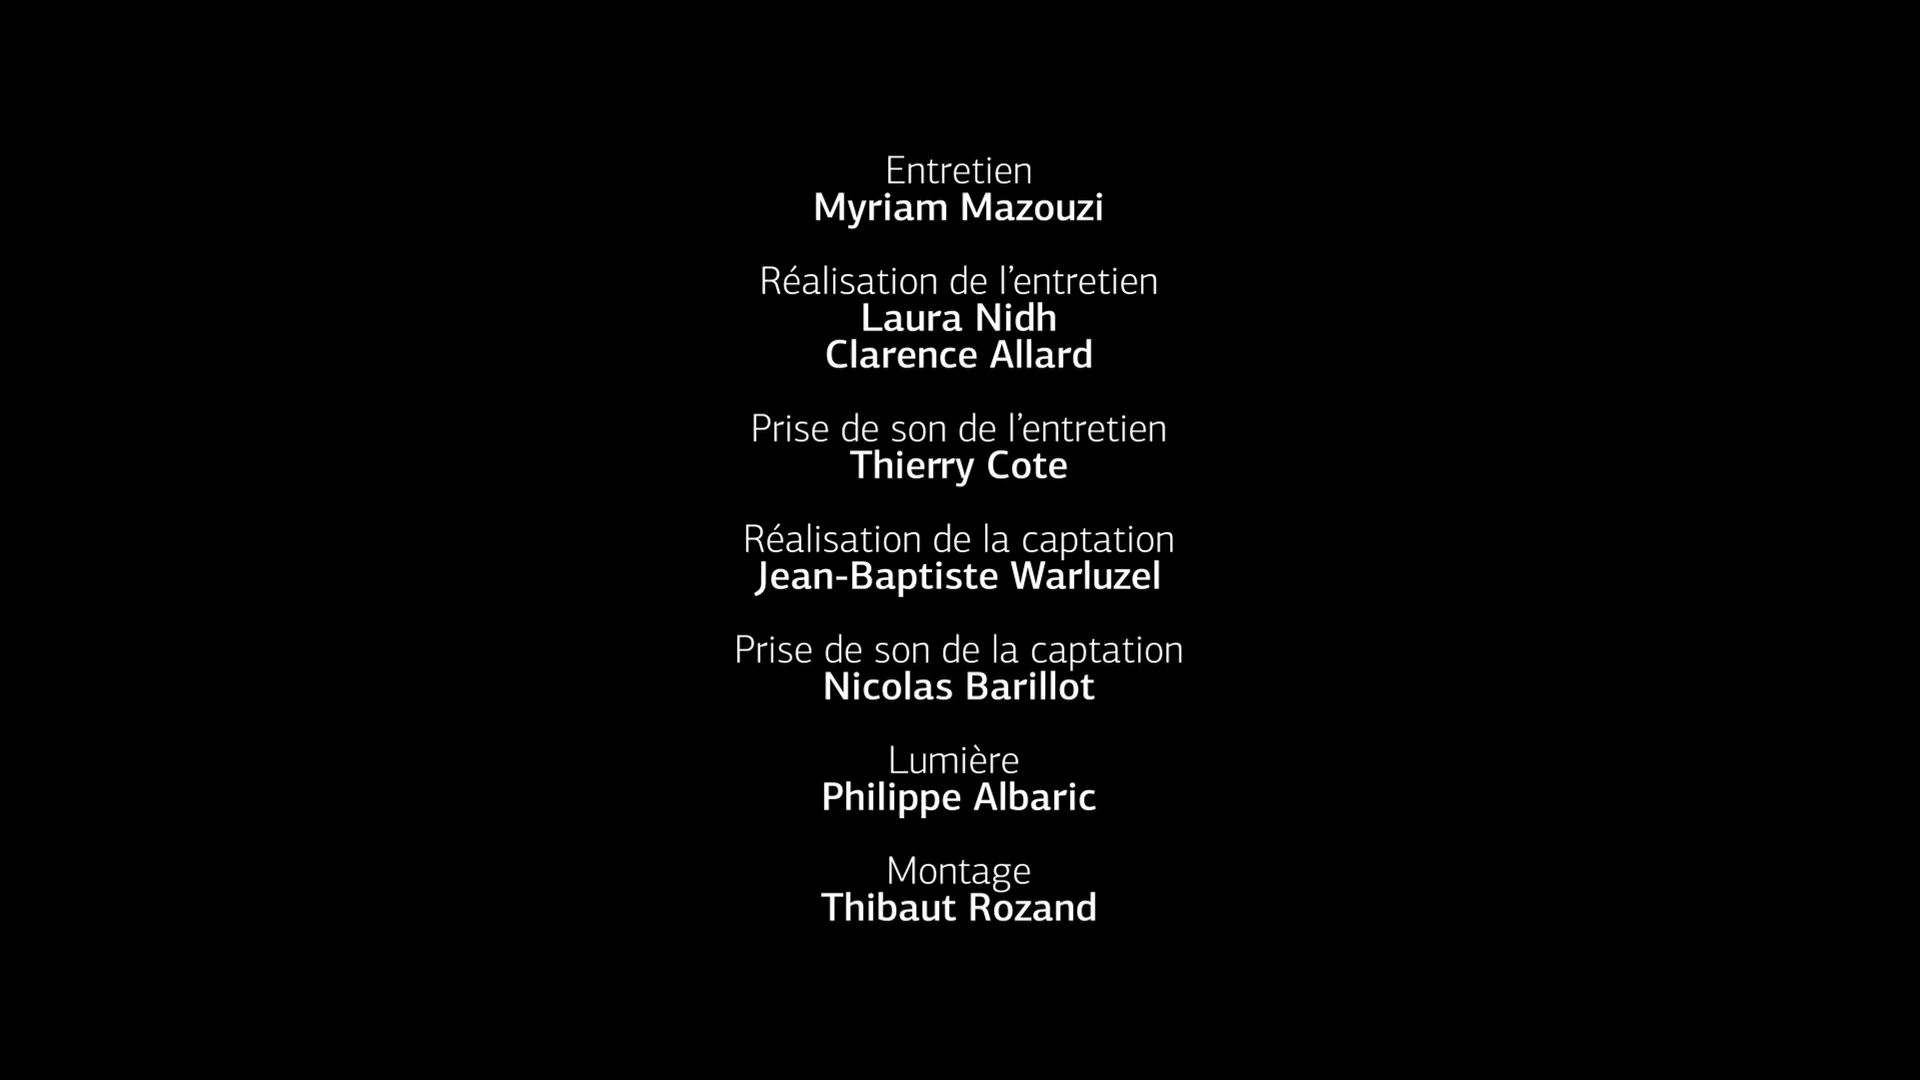 Entretien
Myriam Mazouzi
Réalisation de l’entretien
Laura Nidh
Clarence Allard
Prise de son de l’entretien
Thierry Cote
Réalisation de la captation
Jean-Baptiste Warluzel
Prise de son de la captation
Nicolas Barillot
Lumière
Philippe Albaric
Montage
Thibaut Rozand